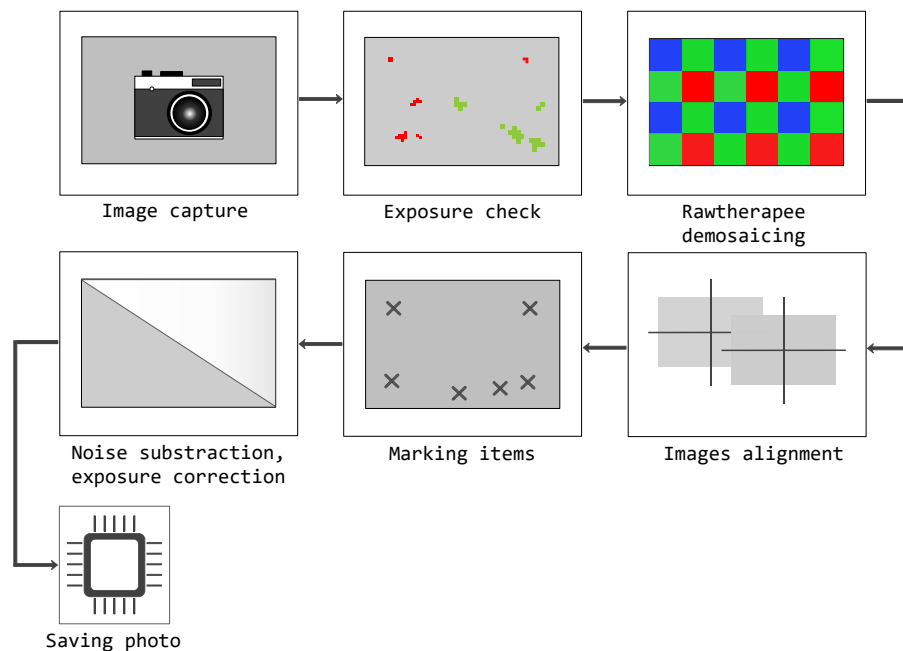 Image capture
Exposure check
Rawtherapee
demosaicing
Noise substraction,
exposure correction
Marking items
Images alignment
Saving photo